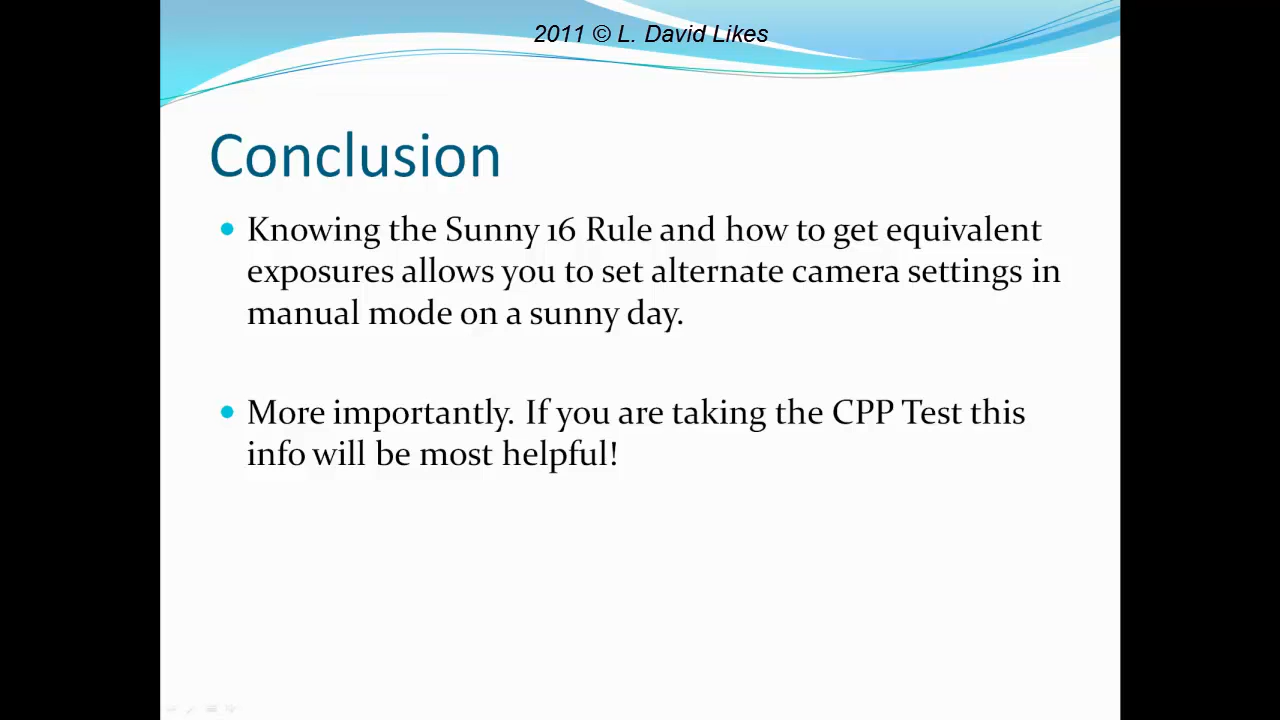 2011 © L. David Likes
Conclusion
Knowing the Sunny 16 Rule and how to get equivalent
exposures allows you to set alternate camera settings in
manual mode on a sunny day.
More importantly. If you are taking the CPP Test this
info will be most helpful!